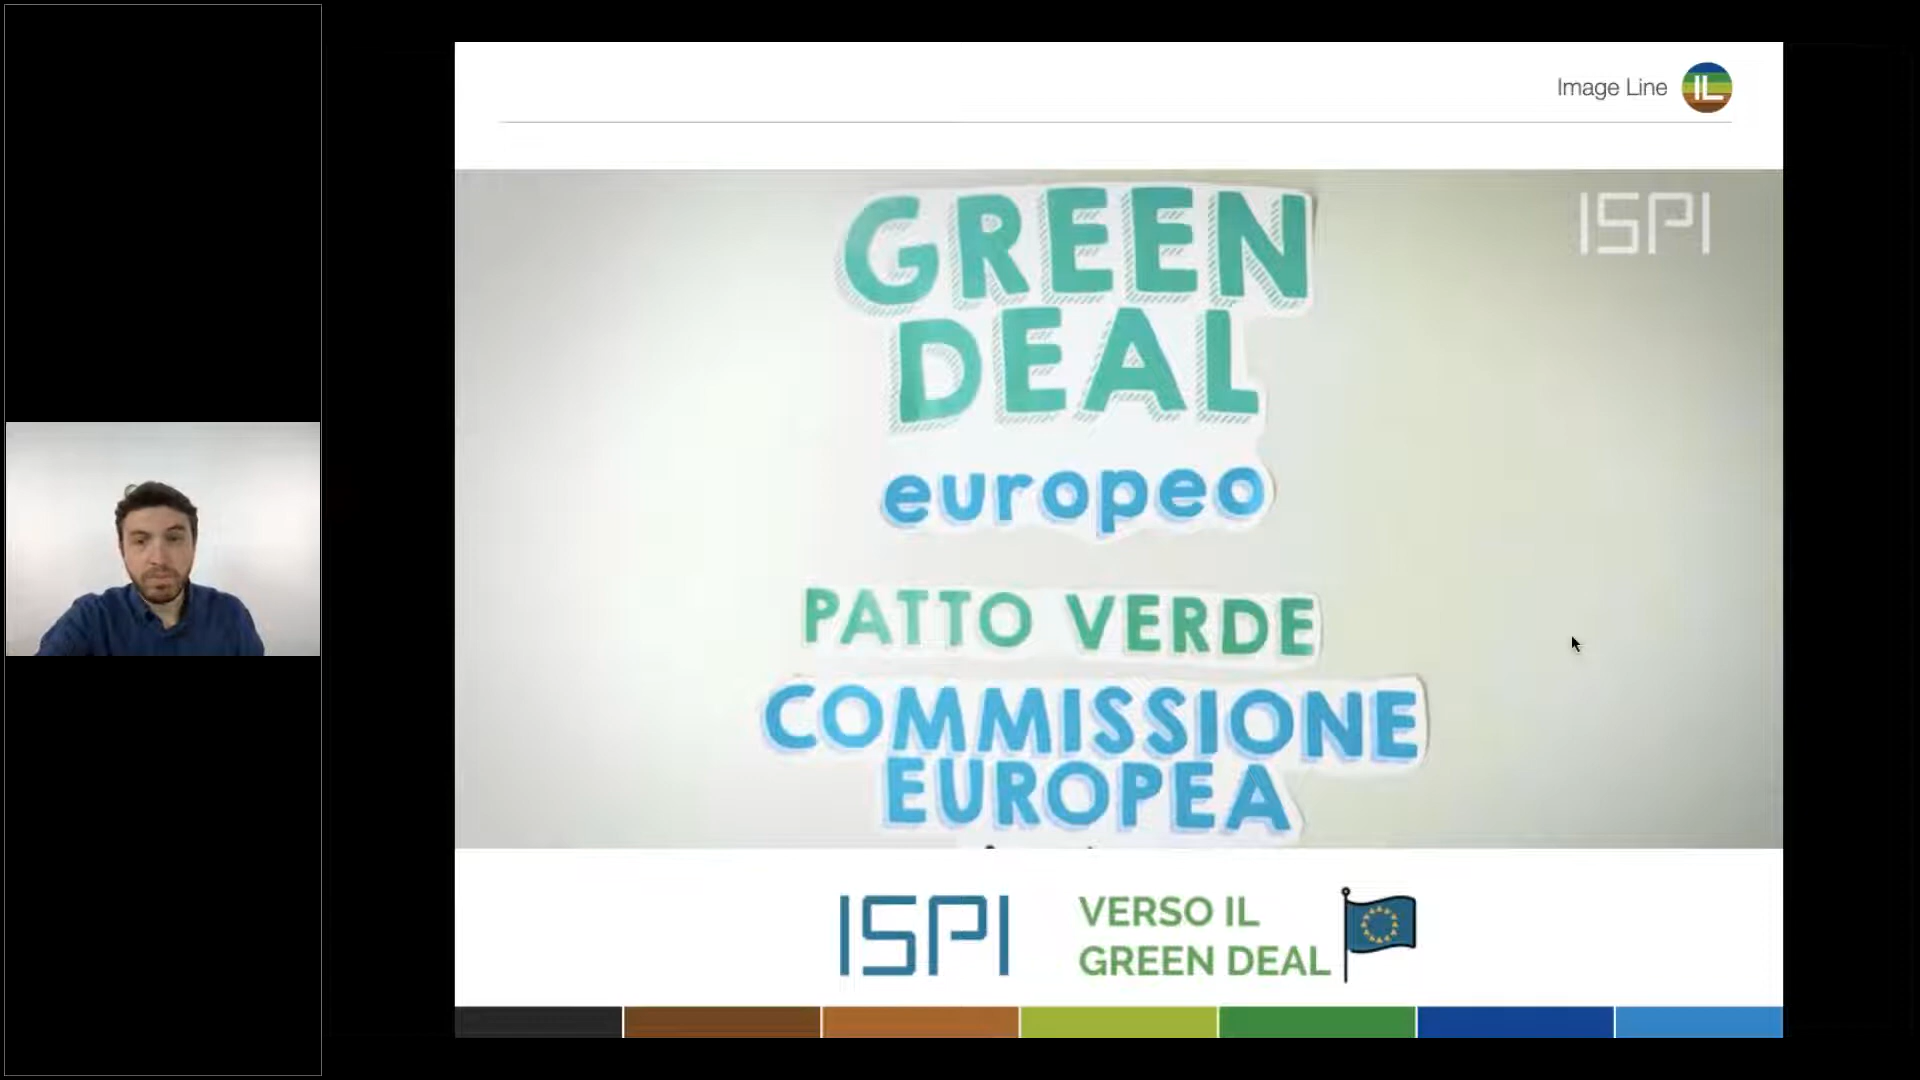 Image Line
IL
ISPI
GREEN
DEAL
europeo
PATTO VERDE
COMMISSIONE
EUROPEA
ISPI
VERSO IL
GREEN DEAL